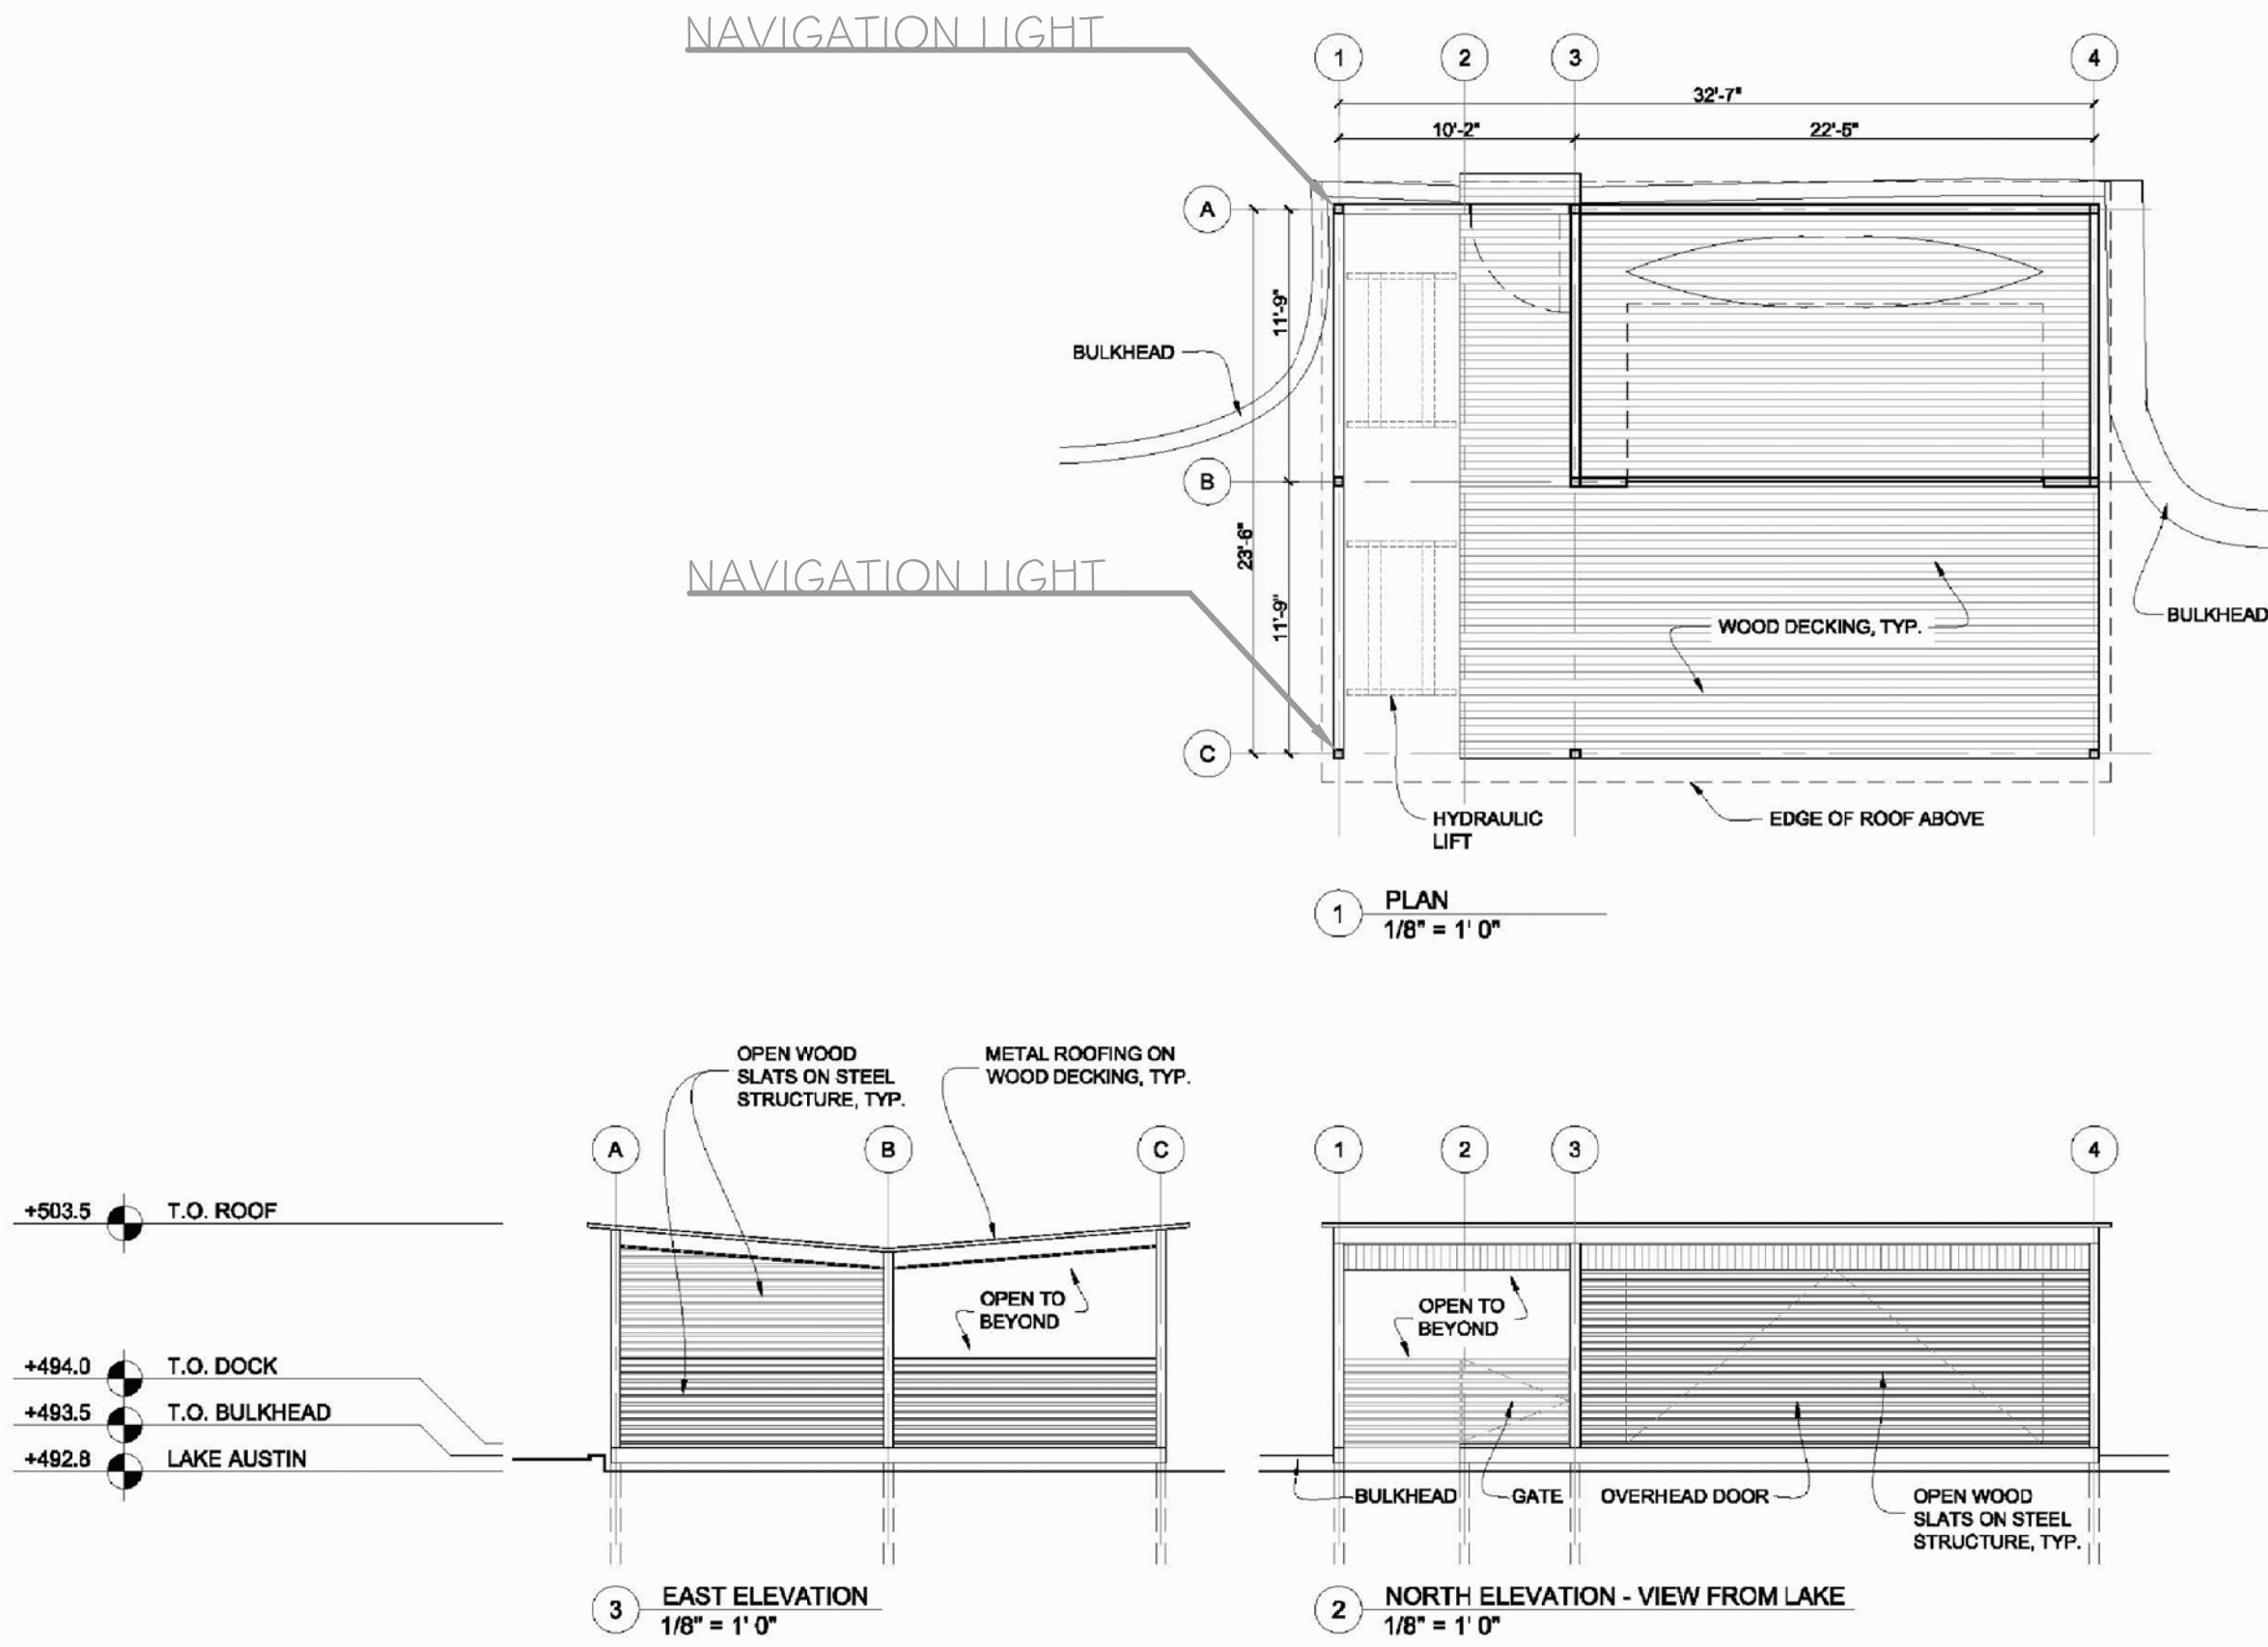 NAVIGATION LIGHT
1 2 3 4
32'-7"
10'-2" 22'-5"
A
11'-9"
BULKHEAD
B
23'-6"
NAVIGATION LIGHT
11'-9"
BULKHEAD
WOOD DECKING, TYP.
C
HYDRAULIC
LIFT
EDGE OF ROOF ABOVE
1 PLAN
1/8" = 1' 0"
OPEN WOOD
SLATS ON STEEL
STRUCTURE, TYP.
METAL ROOFING ON
WOOD DECKING, TYP.
A B C
+503.5 T.O. ROOF
+494.0 T.O. DOCK
+493.5 T.O. BULKHEAD
+492.8 LAKE AUSTIN
OPEN TO
BEYOND
3 EAST ELEVATION
1/8" = 1' 0"
1 2 3 4
OPEN TO
BEYOND
BULKHEAD
GATE
OVERHEAD DOOR
OPEN WOOD
SLATS ON STEEL
STRUCTURE, TYP.
2 NORTH ELEVATION - VIEW FROM LAKE
1/8" = 1' 0"